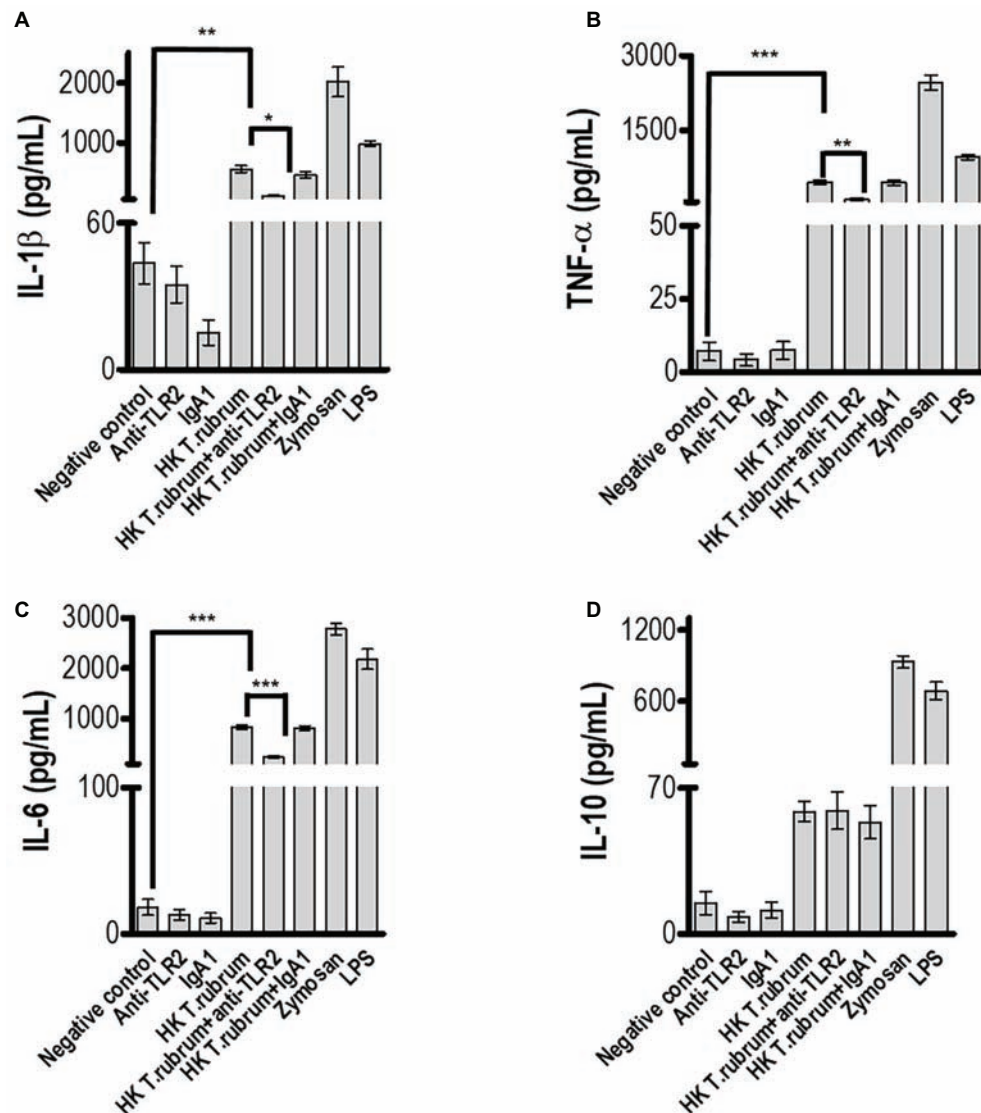 A
IL-1β (pg/mL)
2000
1000
60
0
**
*
Negative control
Anti-TLR2
IgA1
HK T.rubrum
HK T.rubrum+anti-TLR2
HK T.rubrum+IgA1
Zymosan
LPS
B
TNF-α (pg/mL)
3000
1500
50
25
0
***
**
Negative control
Anti-TLR2
IgA1
HK T.rubrum
HK T.rubrum+anti-TLR2
HK T.rubrum+IgA1
Zymosan
LPS
C
IL-6 (pg/mL)
3000
2000
1000
100
0
***
***
Negative control
Anti-TLR2
IgA1
HK T.rubrum
HK T.rubrum+anti-TLR2
HK T.rubrum+IgA1
Zymosan
LPS
D
IL-10 (pg/mL)
1200
600
70
0
Negative control
Anti-TLR2
IgA1
HK T.rubrum
HK T.rubrum+anti-TLR2
HK T.rubrum+IgA1
Zymosan
LPS